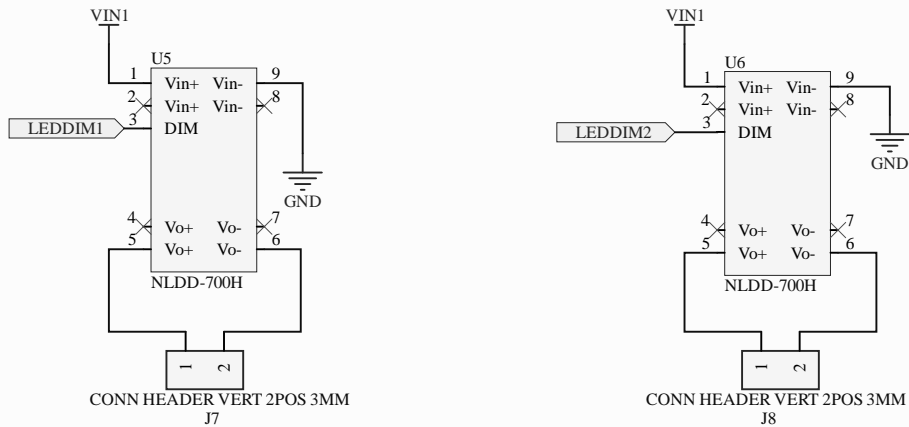 VIN1
U5
1 Vin+ Vin- 9
2 Vin+ Vin- 8
LEDDIM1 3 DIM
GND
4 Vo+ Vo- 7
5 Vo+ Vo- 6
NLDD-700H
1 2
CONN HEADER VERT 2POS 3MM
J7
VIN1
U6
1 Vin+ Vin- 9
2 Vin+ Vin- 8
LEDDIM2 3 DIM
GND
4 Vo+ Vo- 7
5 Vo+ Vo- 6
NLDD-700H
1 2
CONN HEADER VERT 2POS 3MM
J8